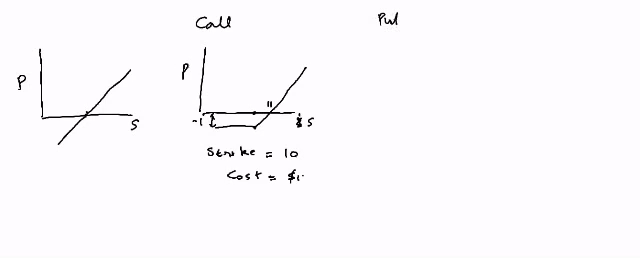 Call
Put
P
S
P
11
-1
$ S
Strike = 10
Cost = $1.